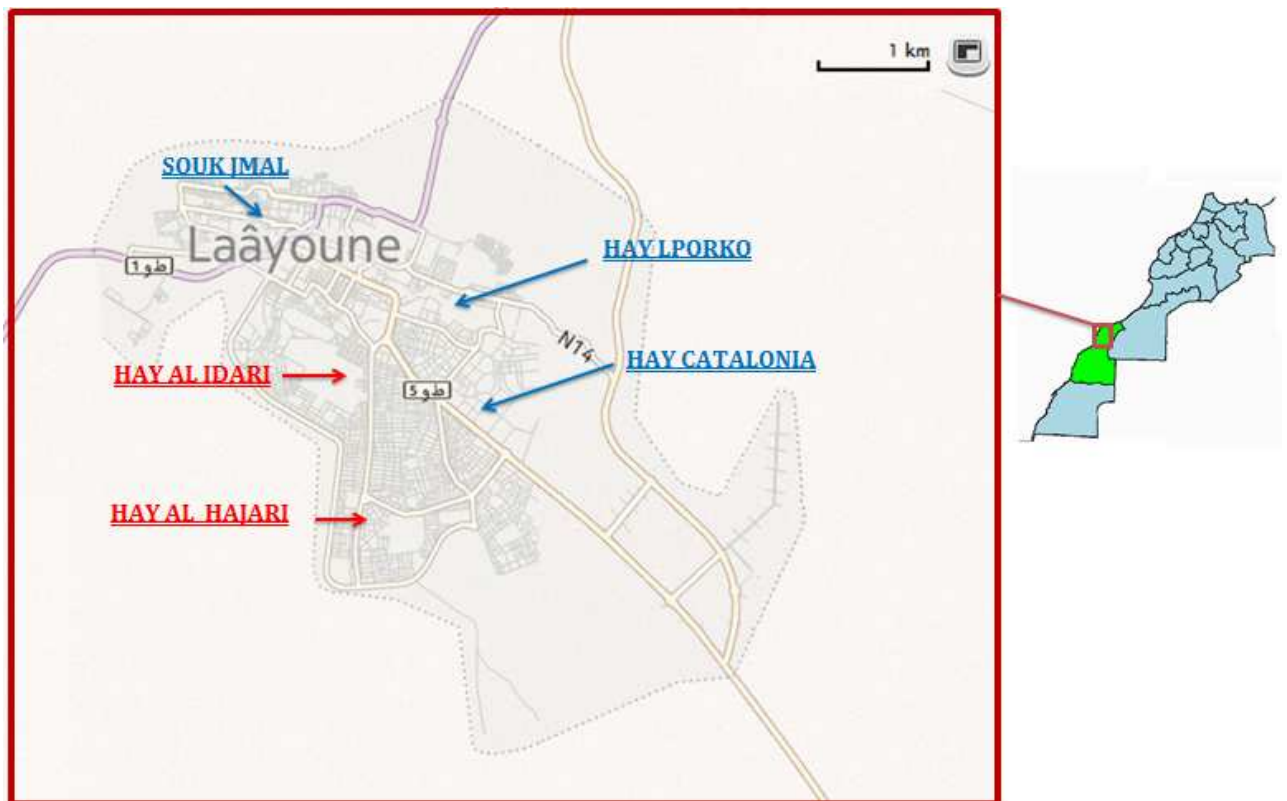 1 km
SOUK JMAL
Laâyoune
HAY LPORKO
ط و 1
N14
HAY CATALONIA
HAY AL IDARI
ط و 5
HAY AL HAJARI